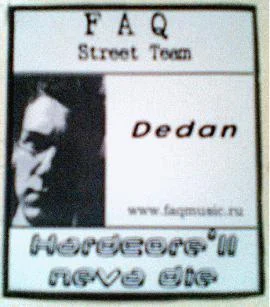 FAQ
Street Team
Dedan
www.faqmusic.ru
Hardcore'll
neva die